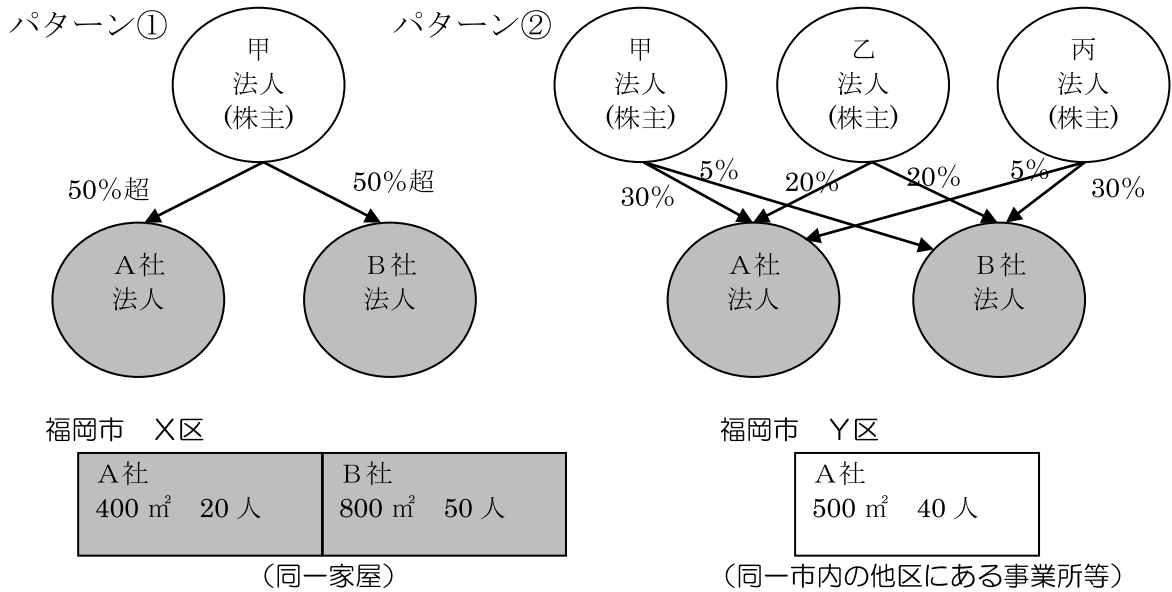 パターン①
甲
法人
(株主)
50%超
50%超
A社
法人
B社
法人
パターン②
甲
法人
(株主)
乙
法人
(株主)
丙
法人
(株主)
30%
5%
20%
20%
5%
30%
A社
法人
B社
法人
福岡市　X区
A社
400 ㎡　20 人
B社
800 ㎡　50 人
（同一家屋）
福岡市　Y区
A社
500 ㎡　40 人
（同一市内の他区にある事業所等）